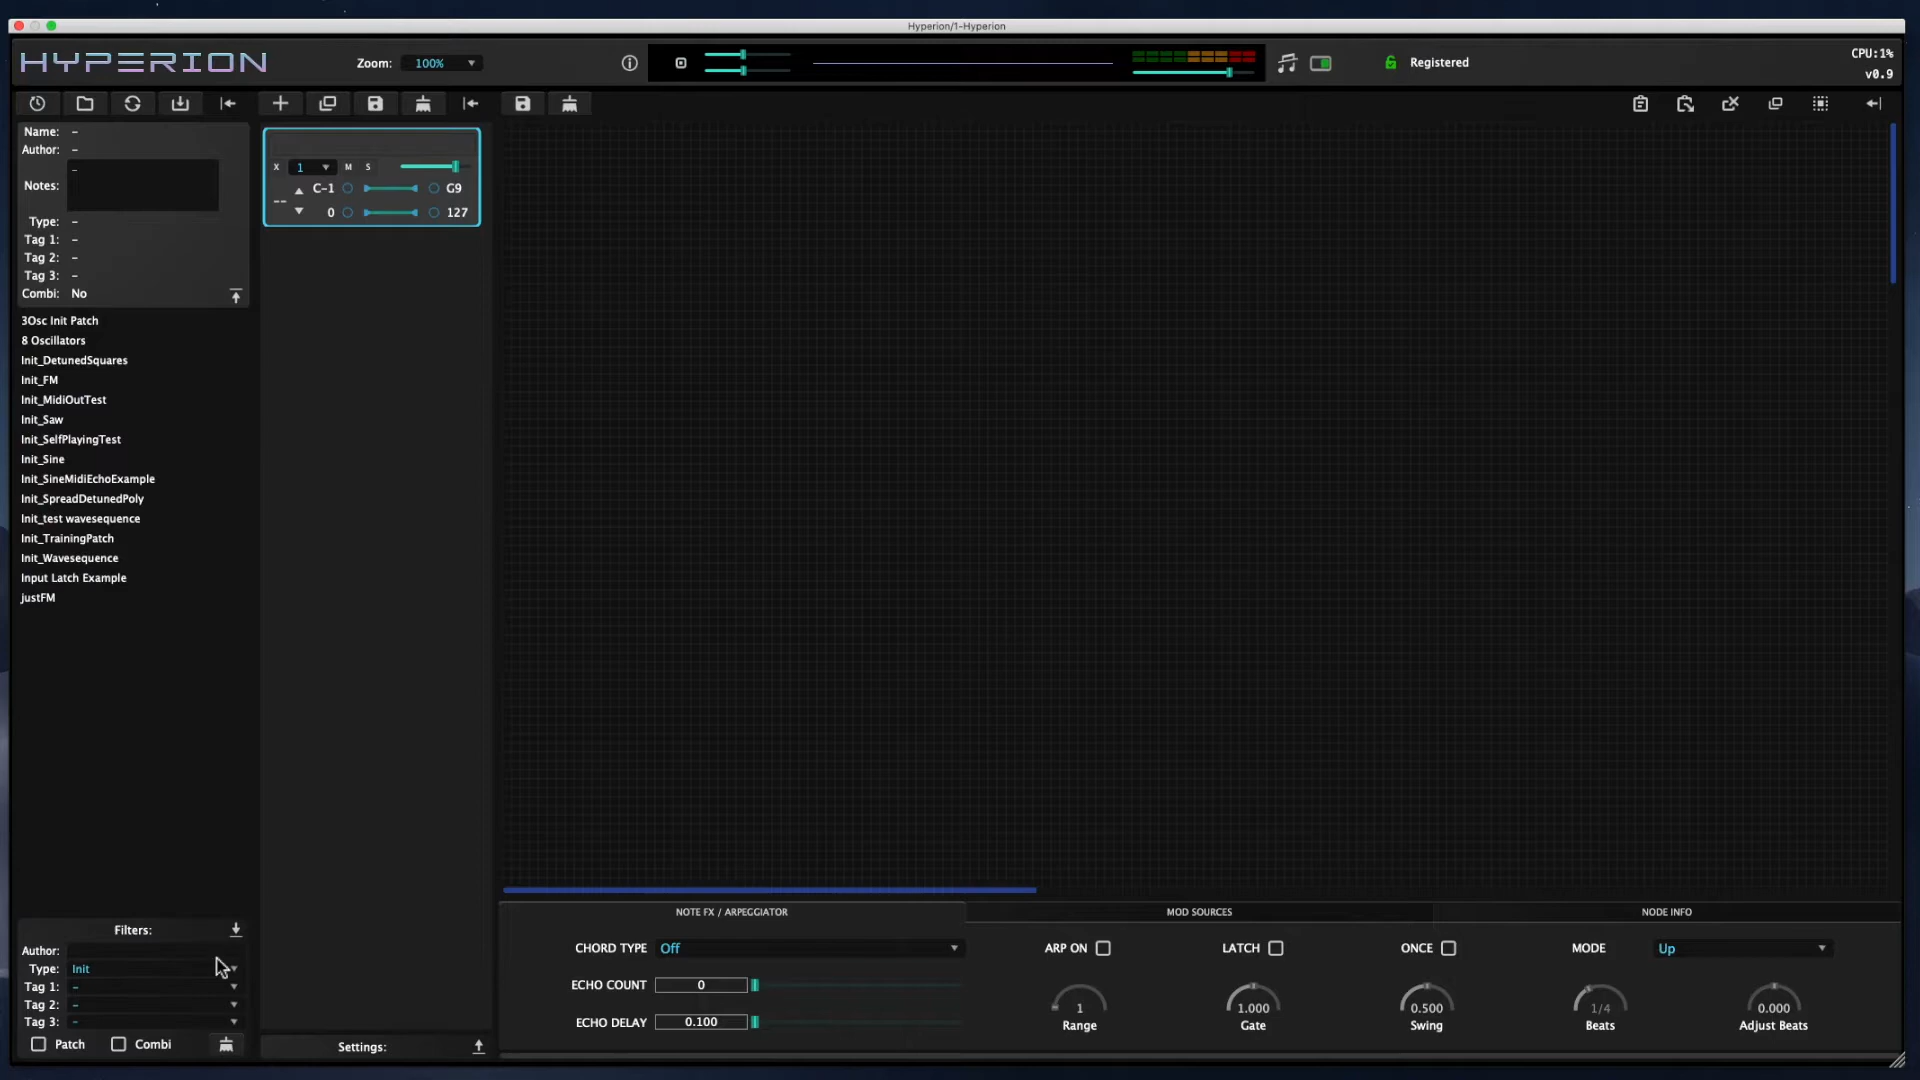 Hyperion/1-Hyperion
HYPERION
Zoom: 100%
Registered
CPU:1%
v0.9
Name: –
Author: –
Notes: –
Type: –
Tag 1: –
Tag 2: –
Tag 3: –
Combi: No
3Osc Init Patch
8 Oscillators
Init_DetunedSquares
Init_FM
Init_MidiOutTest
Init_Saw
Init_SelfPlayingTest
Init_Sine
Init_SineMidiEchoExample
Init_SpreadDetunedPoly
Init_test wavesequence
Init_TrainingPatch
Init_Wavesequence
Input Latch Example
justFM
Filters:
Author:
Type: Init
Tag 1: –
Tag 2: –
Tag 3: –
Patch Combi
X 1 M S
C-1 G9
--
0 127
Settings:
NOTE FX / ARPEGGIATOR MOD SOURCES NODE INFO
CHORD TYPE Off ARP ON LATCH ONCE MODE Up
ECHO COUNT 0
ECHO DELAY 0.100
1 1.000 0.500 1/4 0.000
Range Gate Swing Beats Adjust Beats